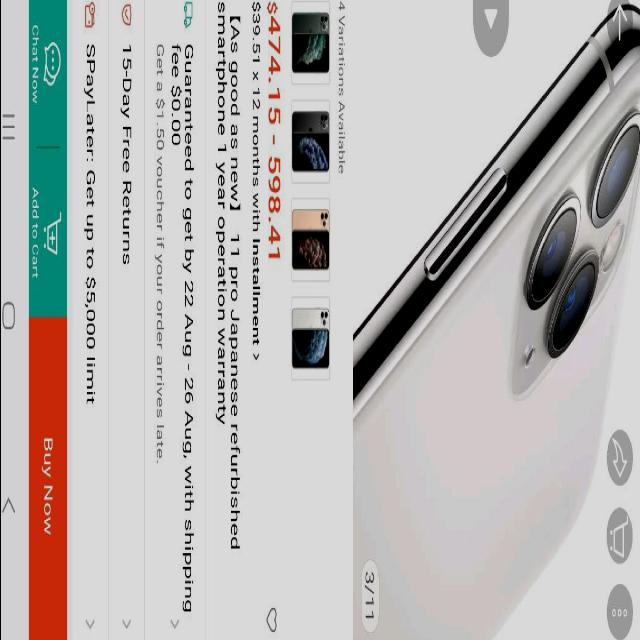 3/11
4 Variations Available
$474.15 - 598.41
$39.51 x 12 months with Installment >
【As good as new】 11 pro Japanese refurbished
smartphone 1 year operation warranty
Guaranteed to get by 22 Aug - 26 Aug, with shipping
fee $0.00
Get a $1.50 voucher if your order arrives late.
15-Day Free Returns
SPayLater: Get up to $5,000 limit
Chat Now
Add to Cart
Buy Now